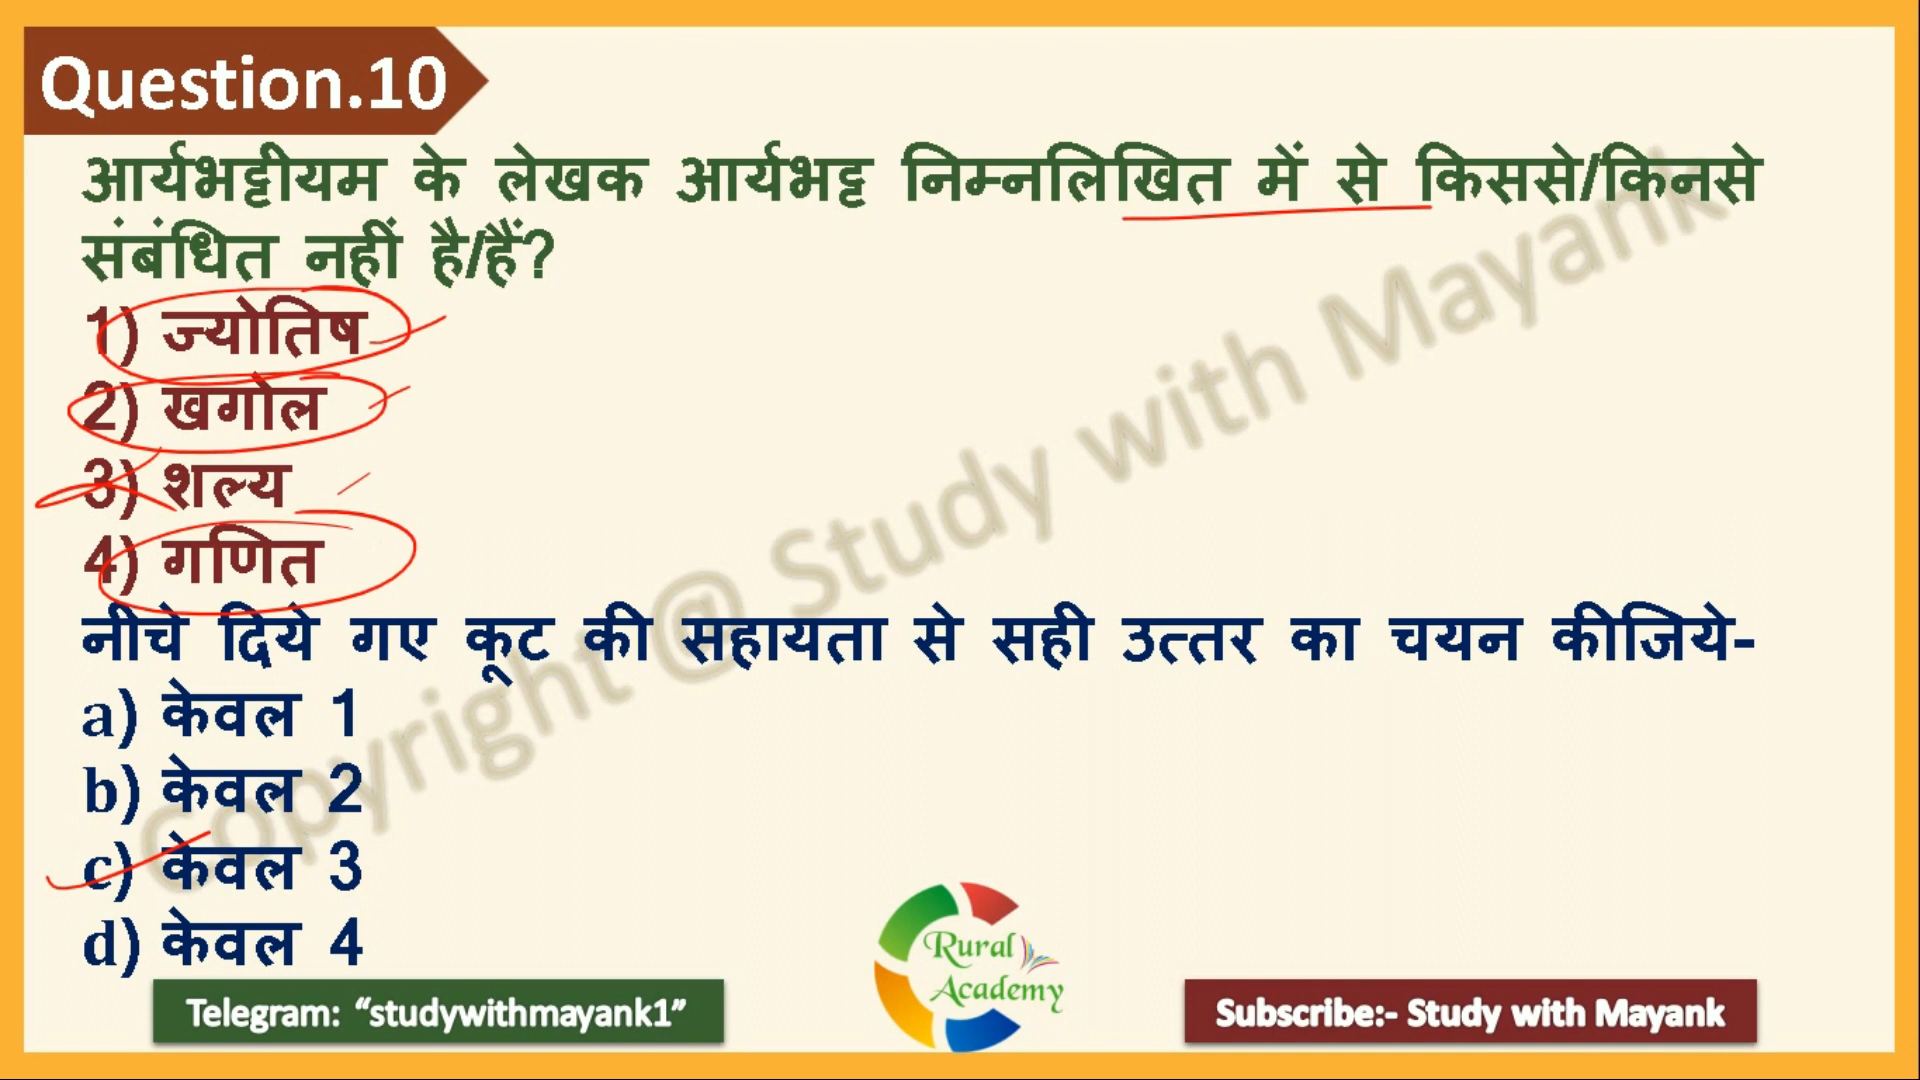 Question.10
आर्यभट्टीयम के लेखक आर्यभट्ट निम्नलिखित में से किससे/किनसे
संबंधित नहीं है/हैं?
1) ज्योतिष
2) खगोल
3) शल्य
4) गणित
नीचे दिये गए कूट की सहायता से सही उत्तर का चयन कीजिये-
a) केवल 1
b) केवल 2
c) केवल 3
d) केवल 4
Copyright @ Study with Mayank
Rural
Academy
Telegram: “studywithmayank1”
Subscribe:- Study with Mayank